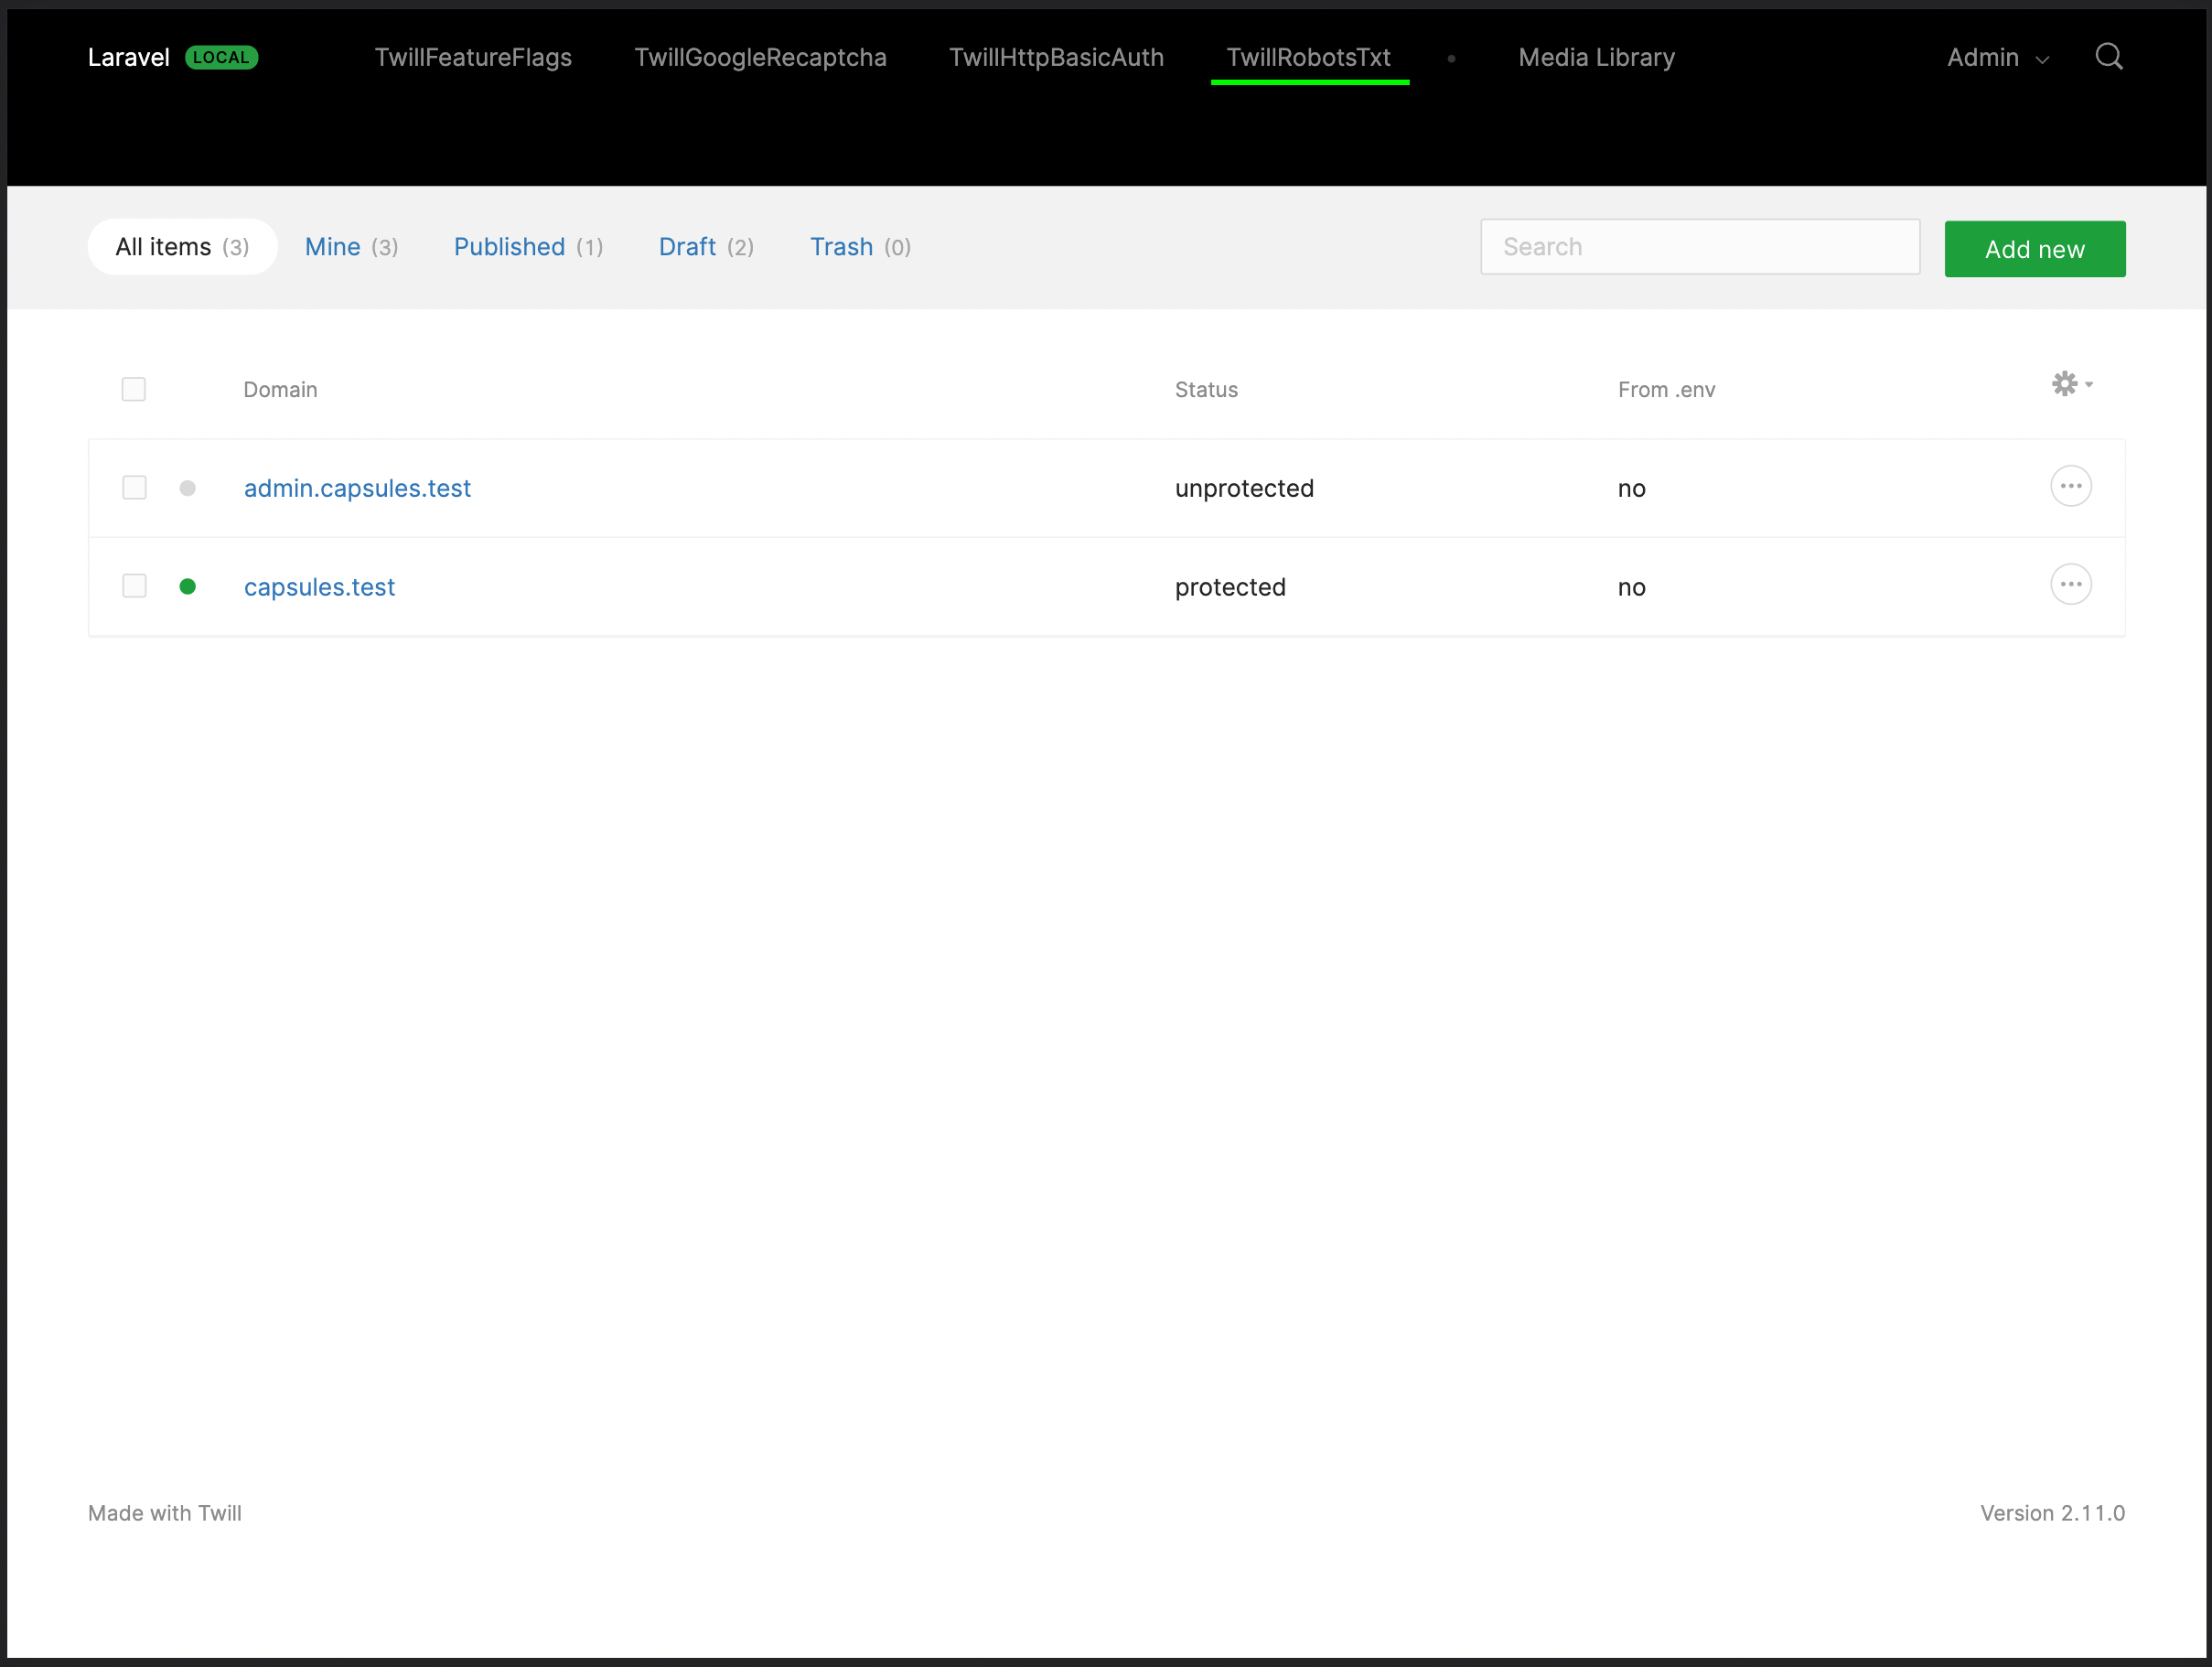 Laravel LOCAL TwillFeatureFlags TwillGoogleRecaptcha TwillHttpBasicAuth TwillRobotsTxt Media Library Admin
All items (3) Mine (3) Published (1) Draft (2) Trash (0) Search Add new
Domain Status From .env
admin.capsules.test unprotected no
capsules.test protected no
Made with Twill Version 2.11.0